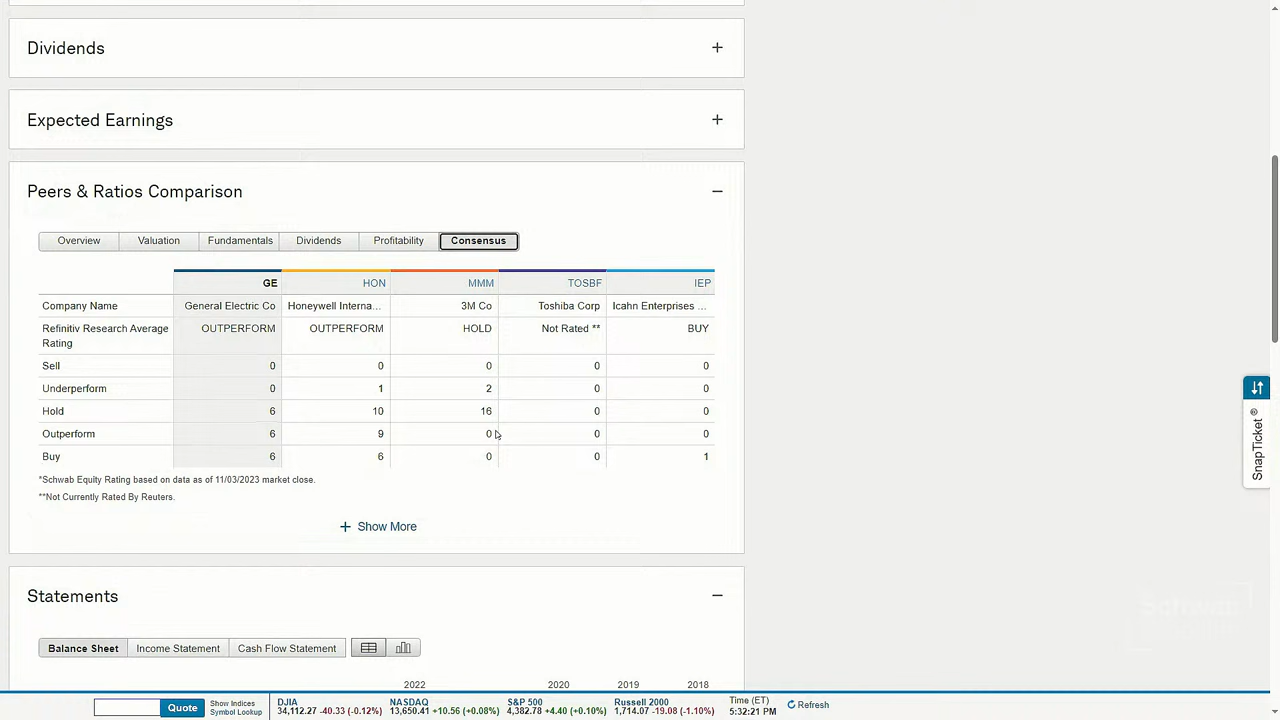 Dividends
Expected Earnings
Peers & Ratios Comparison
Overview Valuation Fundamentals Dividends Profitability Consensus
GE HON MMM TOSBF IEP
Company Name General Electric Co Honeywell Interna... 3M Co Toshiba Corp Icahn Enterprises ...
Refinitiv Research Average Rating OUTPERFORM OUTPERFORM HOLD Not Rated ** BUY
Sell 0 0 0 0 0
Underperform 0 1 2 0 0
Hold 6 10 16 0 0
Outperform 6 9 0 0 0
Buy 6 6 0 0 1
*Schwab Equity Rating based on data as of 11/03/2023 market close.
**Not Currently Rated By Reuters.
+ Show More
SnapTicket®
Statements
Balance Sheet Income Statement Cash Flow Statement
2022 2020 2019 2018
Quote
Show Indices
Symbol Lookup
DJIA
34,112.27 -40.33 (-0.12%)
NASDAQ
13,650.41 +10.56 (+0.08%)
S&P 500
4,382.78 +4.40 (+0.10%)
Russell 2000
1,714.07 -19.08 (-1.10%)
Time (ET)
5:32:21 PM
Refresh